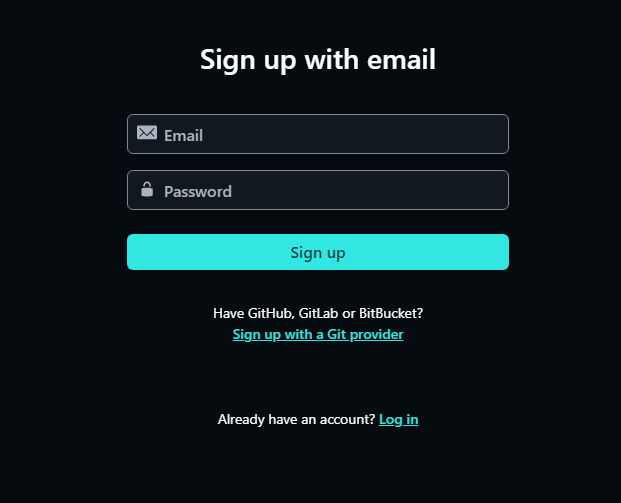 Sign up with email
Email
Password
Sign up
Have GitHub, GitLab or BitBucket?
Sign up with a Git provider
Already have an account? Log in